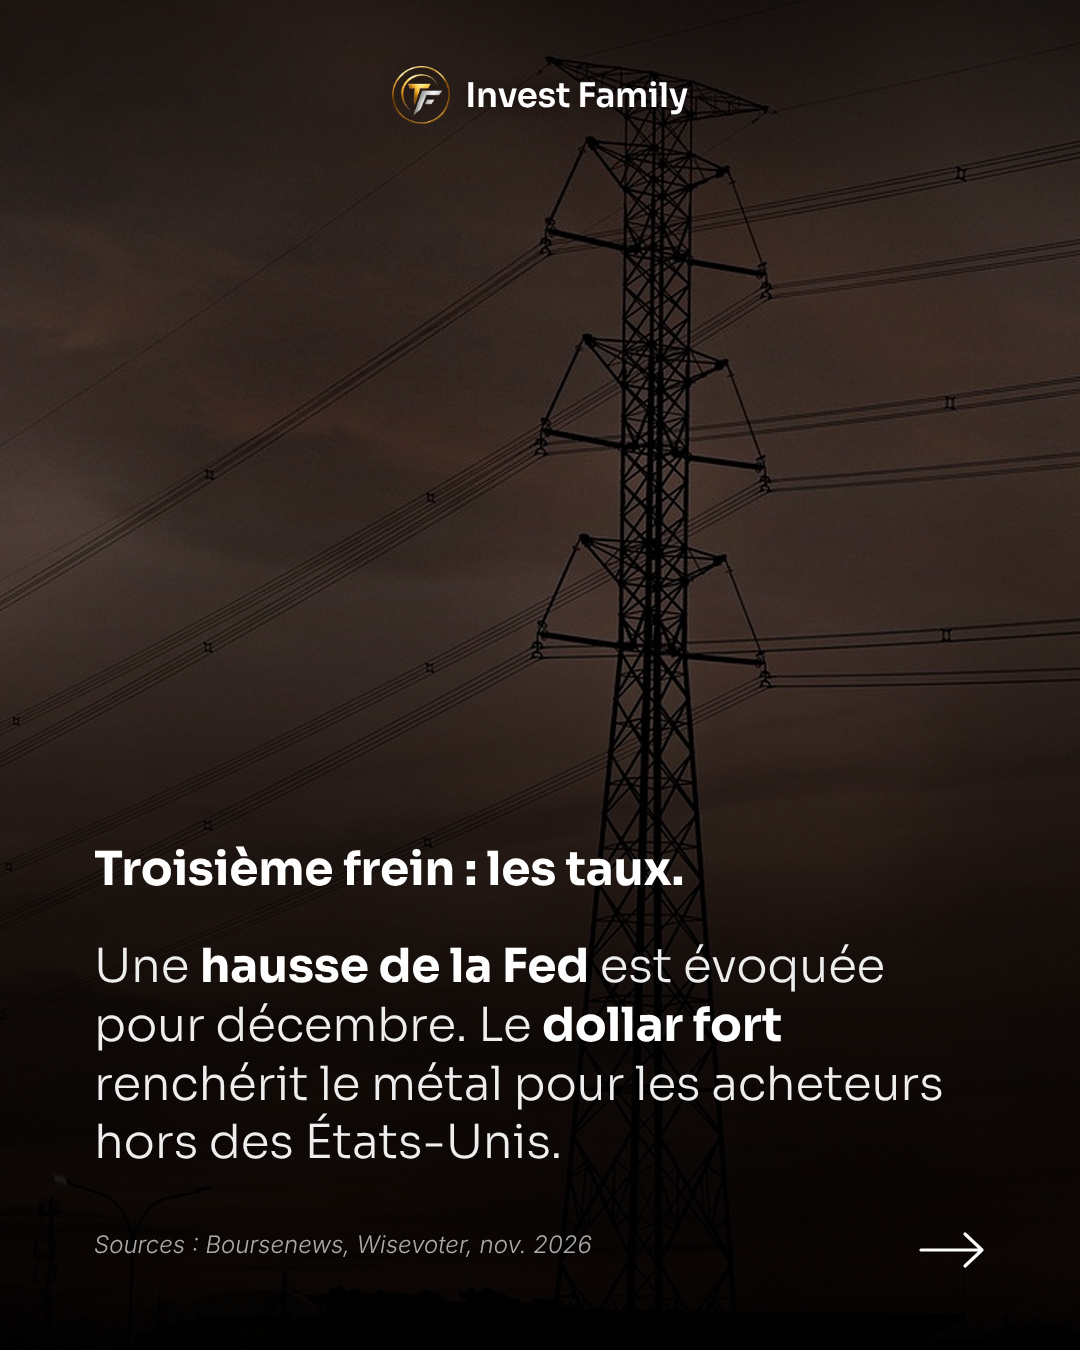 TF
Invest Family
Troisième frein : les taux.
Une hausse de la Fed est évoquée
pour décembre. Le dollar fort
renchérit le métal pour les acheteurs
hors des États-Unis.
Sources : Boursenews, Wisevoter, nov. 2026